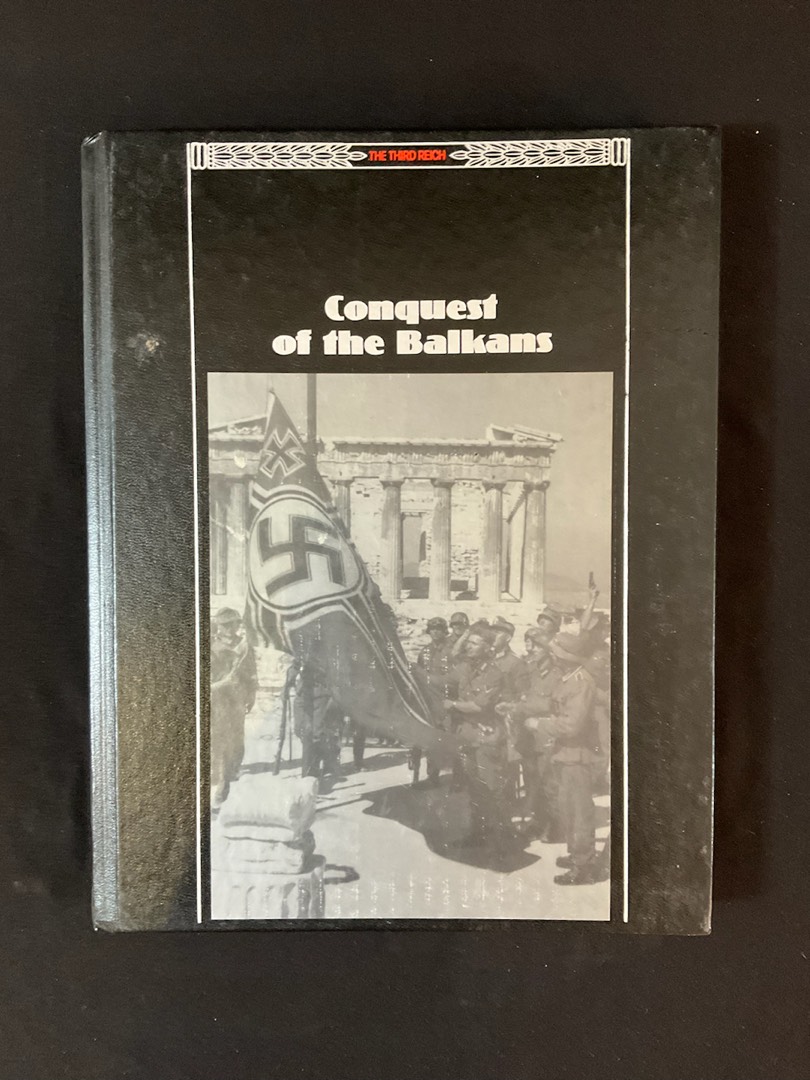 THE THIRD REICH
Conquest
of the Balkans